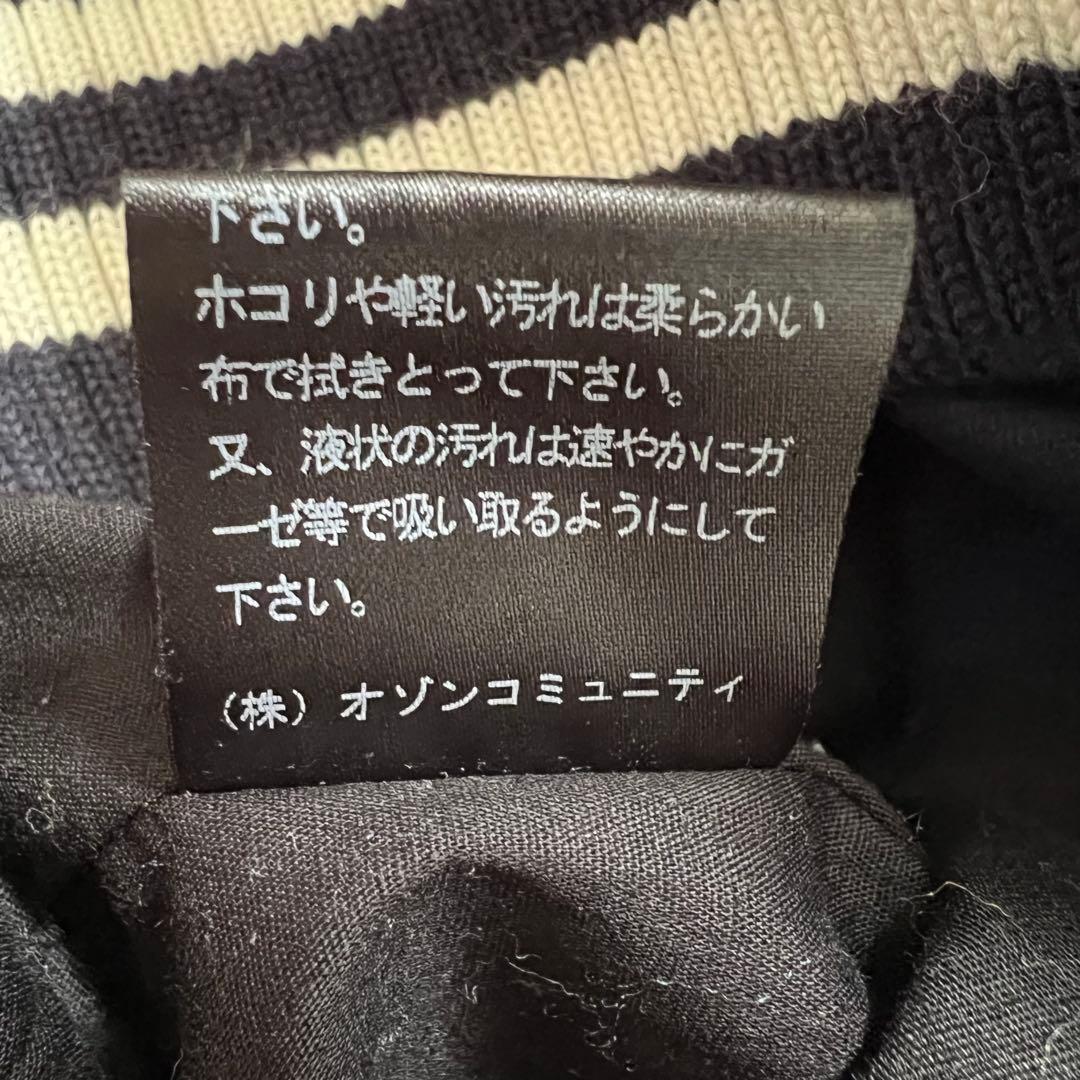 下さい。
ホコリや軽い汚れは柔らかい
布で拭きとって下さい。
又、液状の汚れは速やかにガ
ーゼ等で吸い取るようにして
下さい。
(株) オゾンコミュニティ